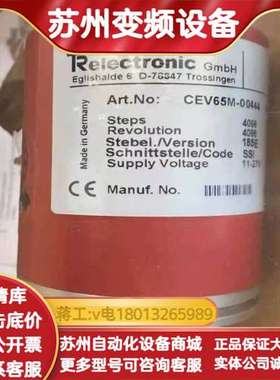 苏州变频设备
TRelectronic GmbH
Eglishalde 6 D-78647 Trossingen
Made in Germany
Art.No: CEV65M-00444
Steps 4096
Revolution 4096
Stebel./Version
Schnittstelle/Code SSI
Supply Voltage
CE Manuf. No.
蒋工:v电18013265989
苏州自动化设备商城
更多型号可咨询客服